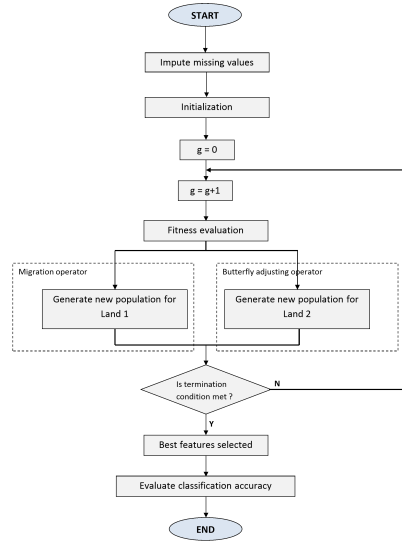 START
Impute missing values
Initialization
g = 0
g = g+1
Fitness evaluation
Migration operator
Generate new population for
Land 1
Butterfly adjusting operator
Generate new population for
Land 2
Is termination
condition met ?
N
Y
Best features selected
Evaluate classification accuracy
END